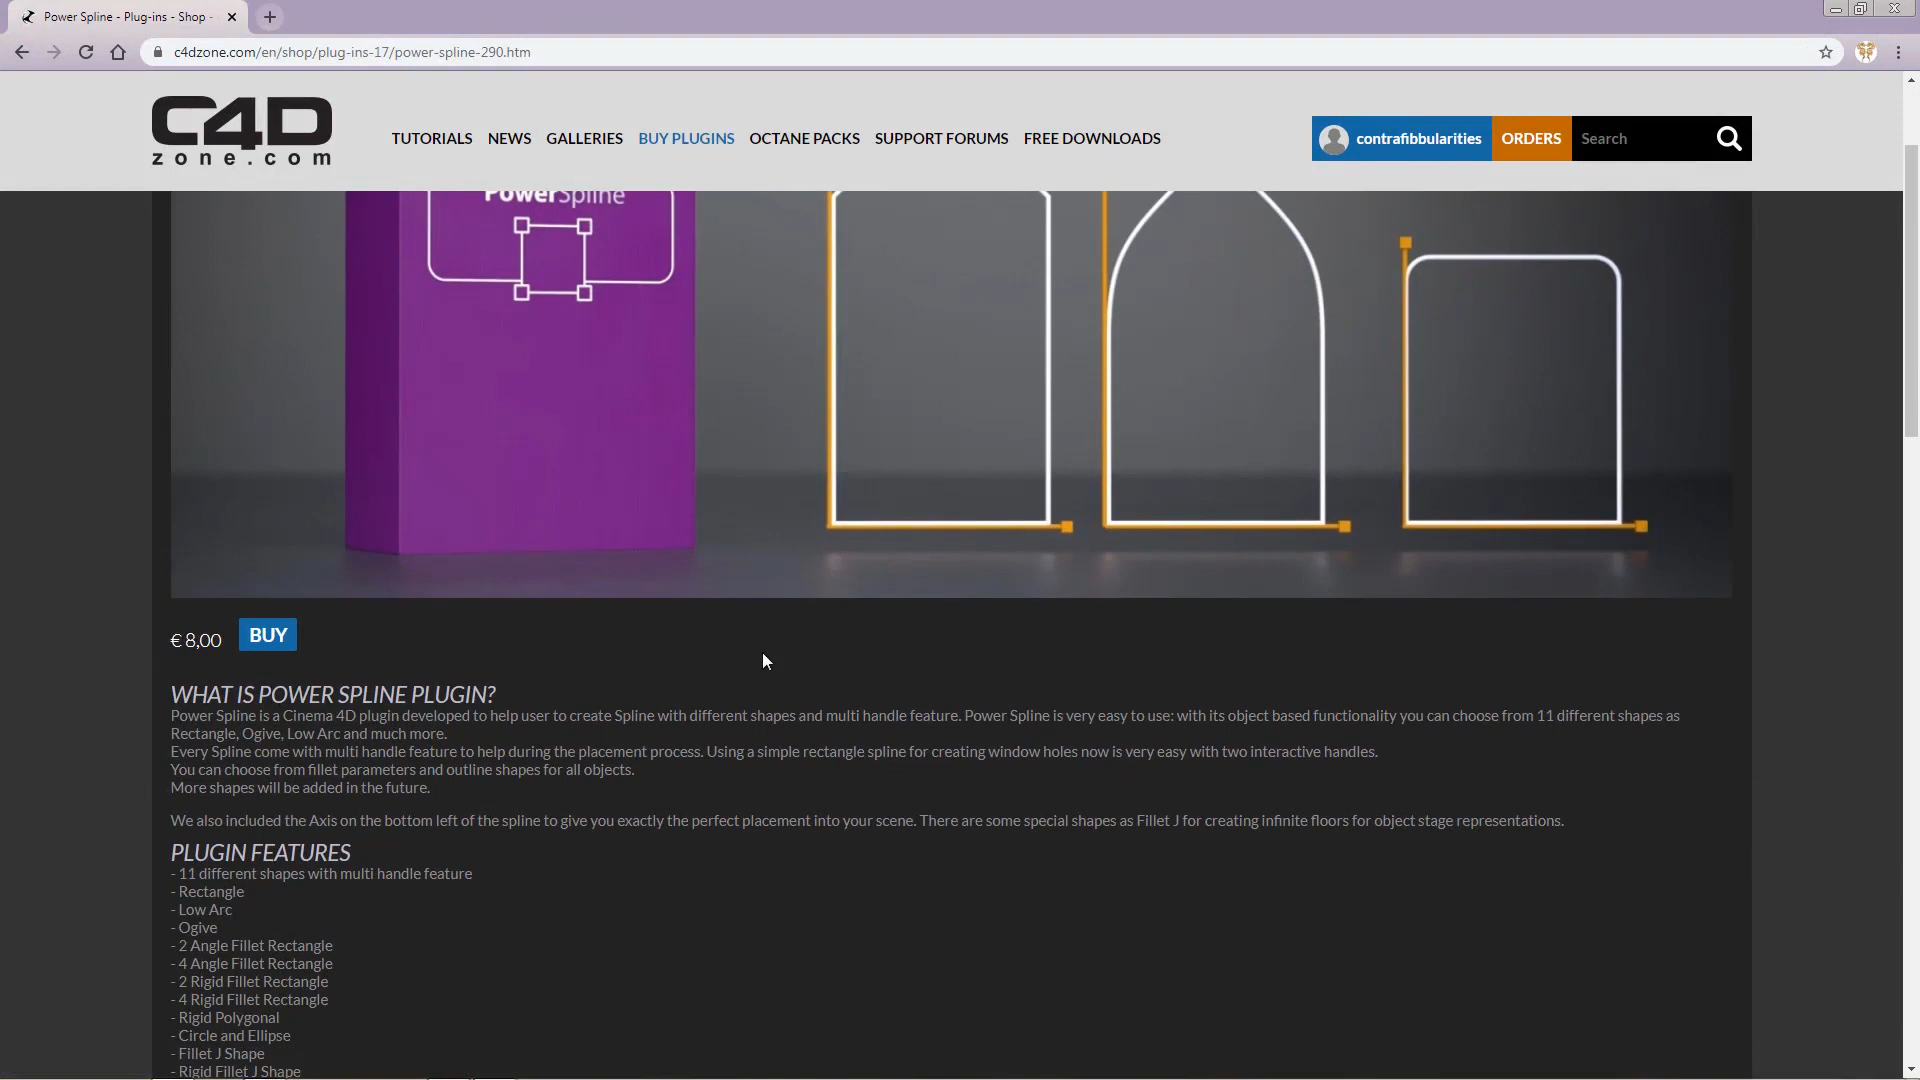 Power Spline - Plug-ins - Shop -
c4dzone.com/en/shop/plug-ins-17/power-spline-290.htm
C4D
zone.com
TUTORIALS NEWS GALLERIES BUY PLUGINS OCTANE PACKS SUPPORT FORUMS FREE DOWNLOADS
contrafibbularities ORDERS Search
PowerSpline
€ 8,00 BUY
WHAT IS POWER SPLINE PLUGIN?
Power Spline is a Cinema 4D plugin developed to help user to create Spline with different shapes and multi handle feature. Power Spline is very easy to use: with its object based functionality you can choose from 11 different shapes as
Rectangle, Ogive, Low Arc and much more.
Every Spline come with multi handle feature to help during the placement process. Using a simple rectangle spline for creating window holes now is very easy with two interactive handles.
You can choose from fillet parameters and outline shapes for all objects.
More shapes will be added in the future.
We also included the Axis on the bottom left of the spline to give you exactly the perfect placement into your scene. There are some special shapes as Fillet J for creating infinite floors for object stage representations.
PLUGIN FEATURES
- 11 different shapes with multi handle feature
- Rectangle
- Low Arc
- Ogive
- 2 Angle Fillet Rectangle
- 4 Angle Fillet Rectangle
- 2 Rigid Fillet Rectangle
- 4 Rigid Fillet Rectangle
- Rigid Polygonal
- Circle and Ellipse
- Fillet J Shape
- Rigid Fillet J Shape